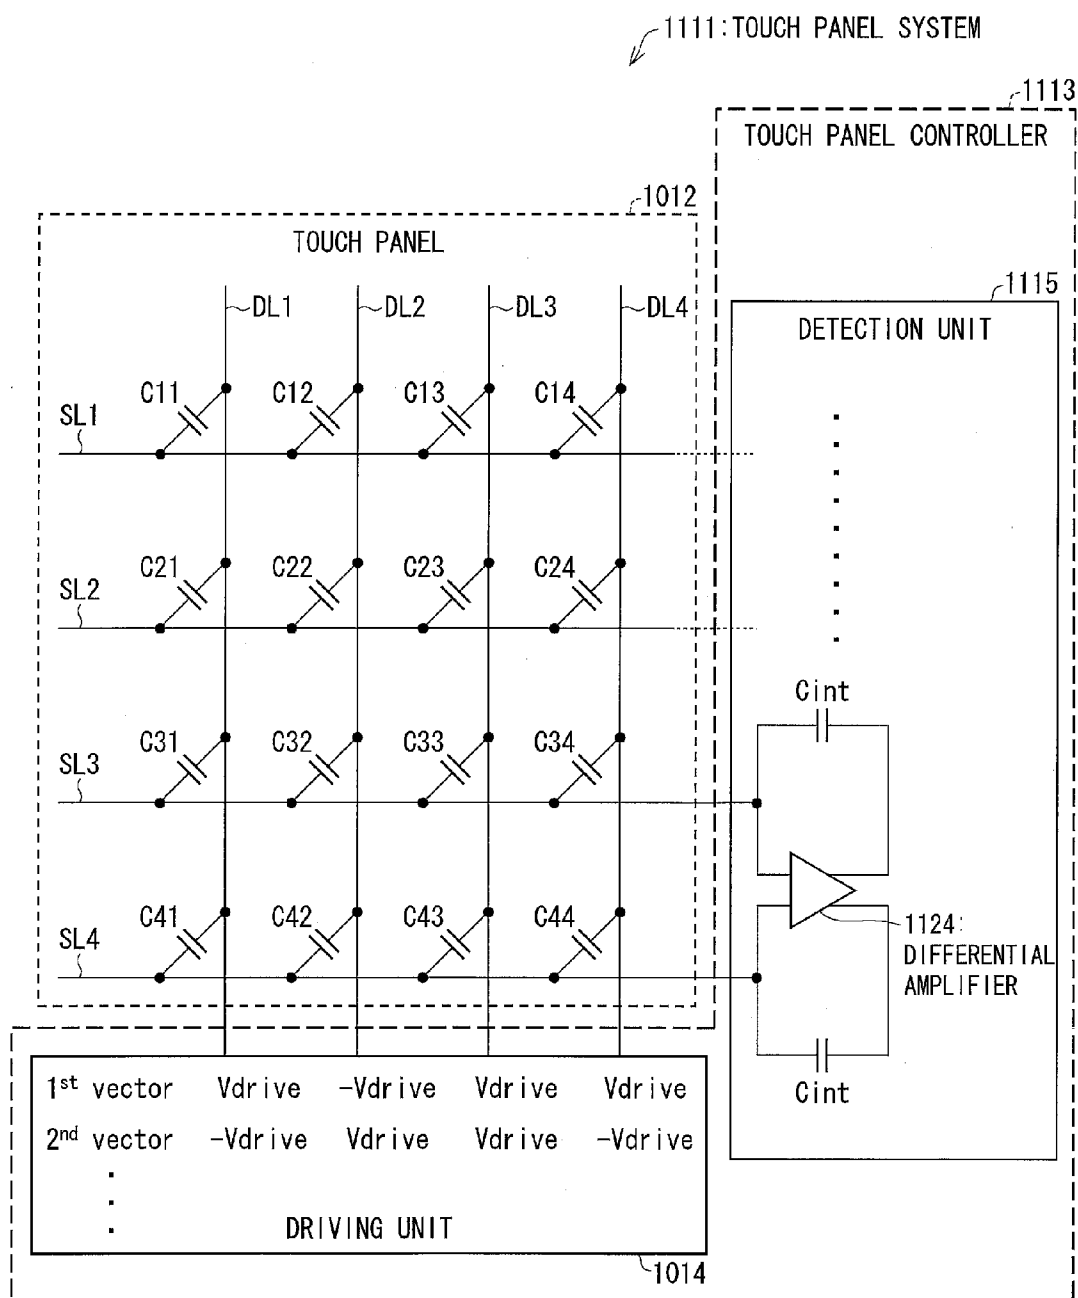 1111:TOUCH PANEL SYSTEM
1113
TOUCH PANEL CONTROLLER
1012
TOUCH PANEL
1115
DETECTION UNIT
DL1 DL2 DL3 DL4
C11 C12 C13 C14
SL1
C21 C22 C23 C24
SL2
Cint
C31 C32 C33 C34
SL3
C41 C42 C43 C44
SL4
1124:
DIFFERENTIAL
AMPLIFIER
Cint
1st vector Vdrive -Vdrive Vdrive Vdrive
2nd vector -Vdrive Vdrive Vdrive -Vdrive
DRIVING UNIT
1014